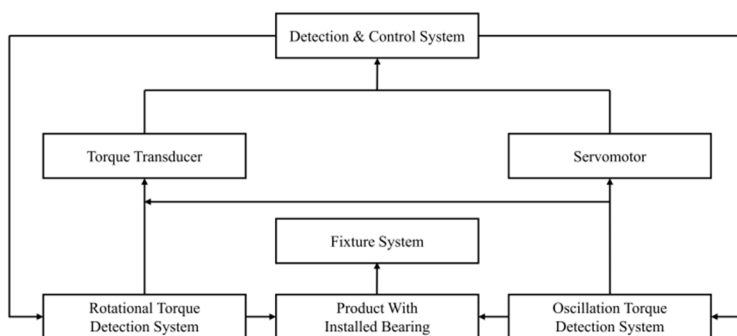 Detection & Control System
Torque Transducer
Servomotor
Fixture System
Rotational Torque
Detection System
Product With
Installed Bearing
Oscillation Torque
Detection System